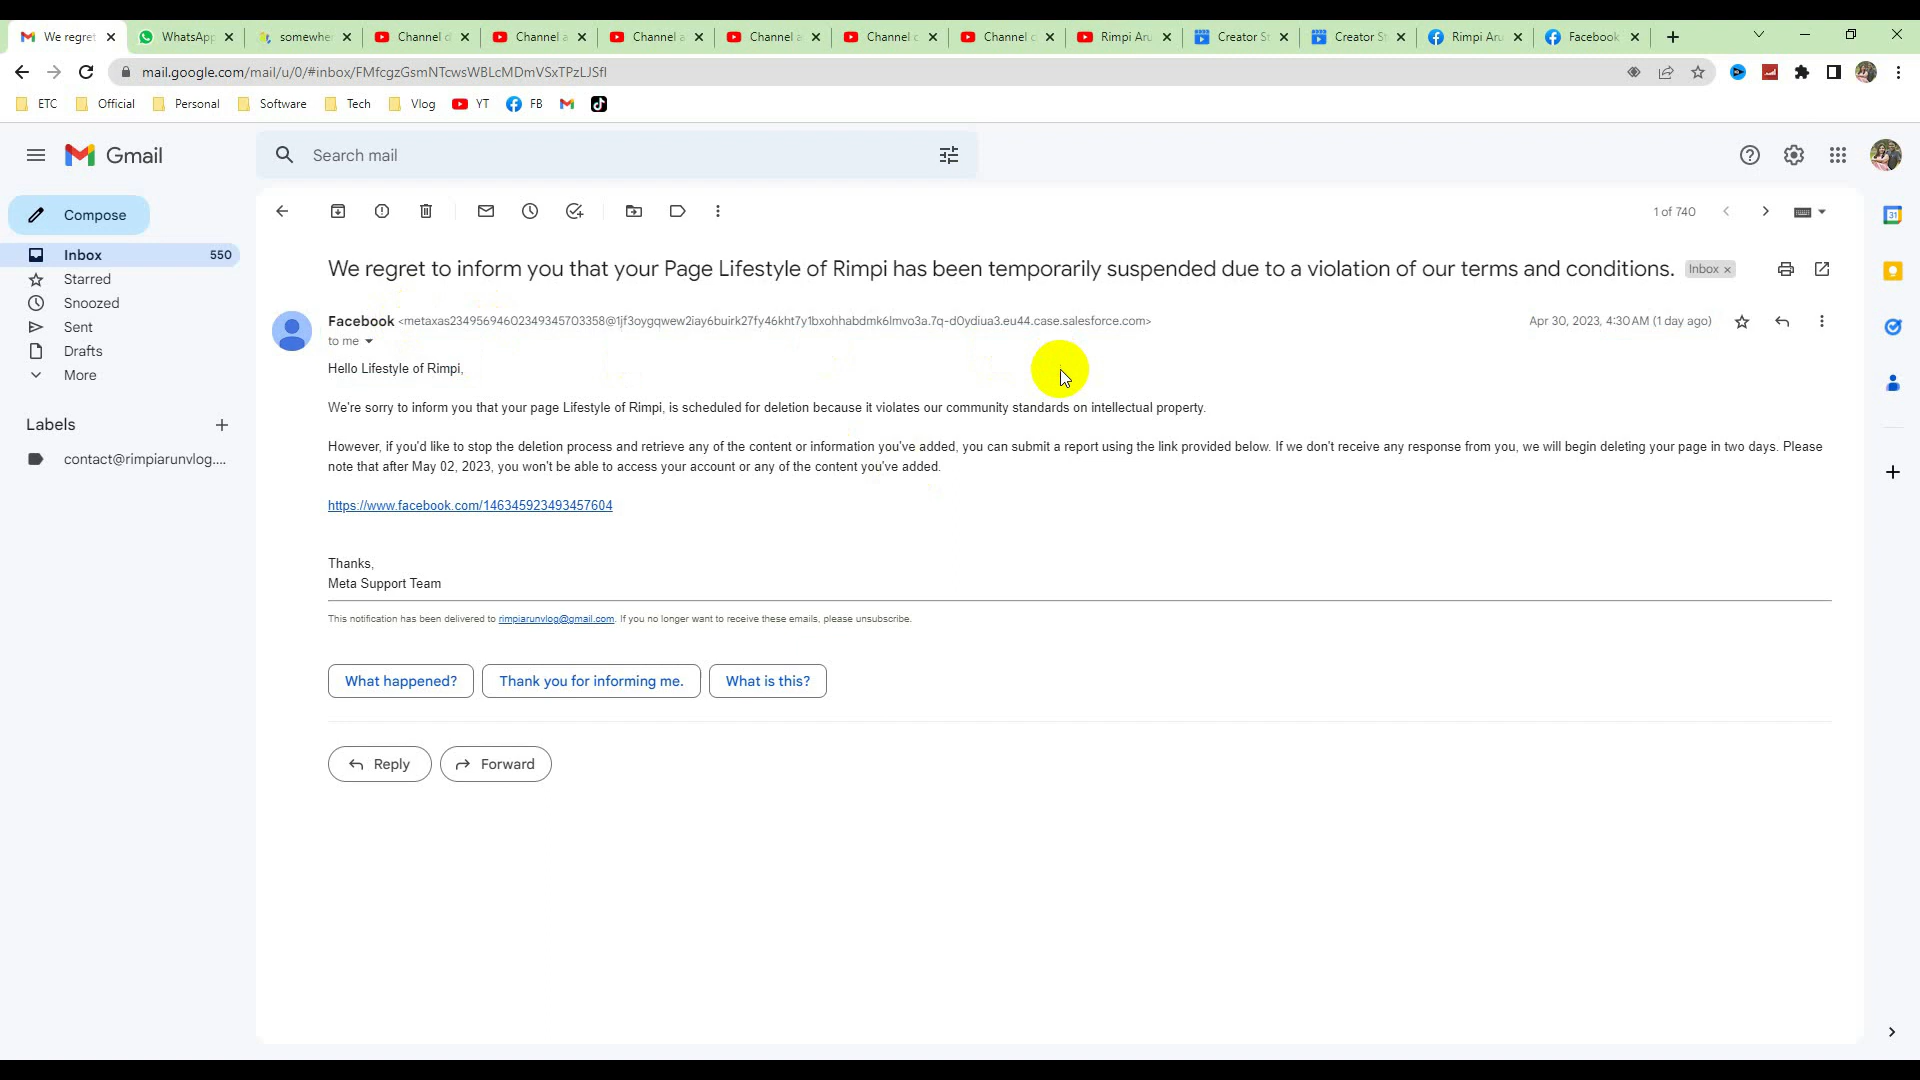 We regret
WhatsApp
somewhe
Channel d
Channel a
Channel a
Channel a
Channel c
Channel c
Rimpi Aru
Creator St
Creator St
Rimpi Aru
Facebook
mail.google.com/mail/u/0/#inbox/FMfcgzGsmNTcwsWBLcMDmVSxTPzLJSfl
ETC
Official
Personal
Software
Tech
Vlog
YT
FB
Gmail
Search mail
Compose
Inbox 550
Starred
Snoozed
Sent
Drafts
More
Labels
contact@rimpiarunvlog....
1 of 740
31
We regret to inform you that your Page Lifestyle of Rimpi has been temporarily suspended due to a violation of our terms and conditions.
Inbox x
Facebook <metaxas23495694602349345703358@1jf3oygqwew2iay6buirk27fy46kht7y1bxohhabdmk6lmvo3a.7q-d0ydiua3.eu44.case.salesforce.com>
Apr 30, 2023, 4:30 AM (1 day ago)
to me
Hello Lifestyle of Rimpi,
We're sorry to inform you that your page Lifestyle of Rimpi, is scheduled for deletion because it violates our community standards on intellectual property.
However, if you'd like to stop the deletion process and retrieve any of the content or information you've added, you can submit a report using the link provided below. If we don't receive any response from you, we will begin deleting your page in two days. Please
note that after May 02, 2023, you won't be able to access your account or any of the content you've added.
https://www.facebook.com/146345923493457604
Thanks,
Meta Support Team
This notification has been delivered to rimpiarunvlog@gmail.com. If you no longer want to receive these emails, please unsubscribe.
What happened?
Thank you for informing me.
What is this?
Reply
Forward